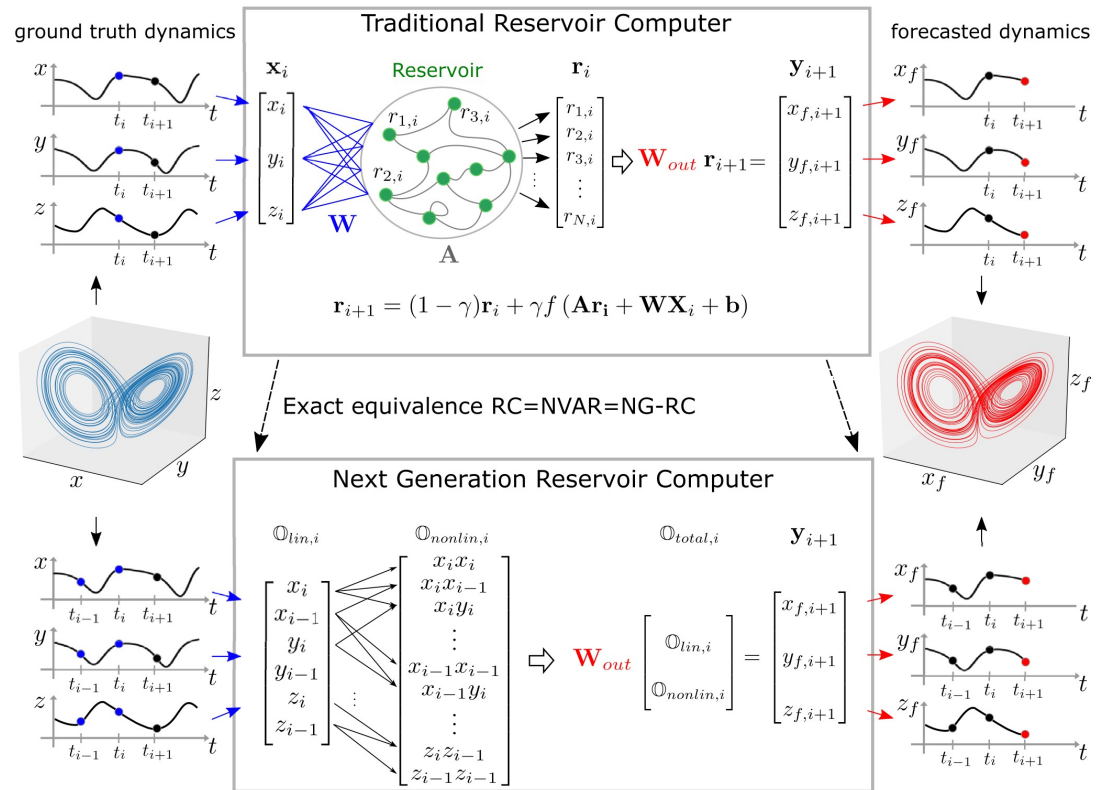 Traditional Reservoir Computer
ground truth dynamics
forecasted dynamics
x
t
t_i
t_{i+1}
y
t
t_i
t_{i+1}
z
t
t_i
t_{i+1}
x_i
x_i
y_i
z_i
W
Reservoir
r_{1,i}
r_{3,i}
r_{2,i}
A
r_i
r_{1,i}
r_{2,i}
r_{3,i}
⋮
r_{N,i}
⇨ W_{out} r_{i+1} =
y_{i+1}
x_{f,i+1}
y_{f,i+1}
z_{f,i+1}
x_f
t
t_i
t_{i+1}
y_f
t
t_i
t_{i+1}
z_f
t
t_i
t_{i+1}
r_{i+1} = (1 − γ)r_i + γf (Ar_i + WX_i + b)
z
y
x
Exact equivalence RC=NVAR=NG-RC
z_f
y_f
x_f
Next Generation Reservoir Computer
x
t
t_{i−1}
t_i
t_{i+1}
y
t
t_{i−1}
t_i
t_{i+1}
z
t
t_{i−1}
t_i
t_{i+1}
𝕆_{lin,i}
x_i
x_{i−1}
y_i
y_{i−1}
z_i
z_{i−1}
⋮
𝕆_{nonlin,i}
x_i x_i
x_i x_{i−1}
x_i y_i
⋮
x_{i−1} x_{i−1}
x_{i−1} y_i
⋮
z_i z_{i−1}
z_{i−1} z_{i−1}
⇨ W_{out}
𝕆_{total,i}
𝕆_{lin,i}
𝕆_{nonlin,i}
=
y_{i+1}
x_{f,i+1}
y_{f,i+1}
z_{f,i+1}
x_f
t
t_{i−1}
t_i
t_{i+1}
y_f
t
t_{i−1}
t_i
t_{i+1}
z_f
t
t_{i−1}
t_i
t_{i+1}